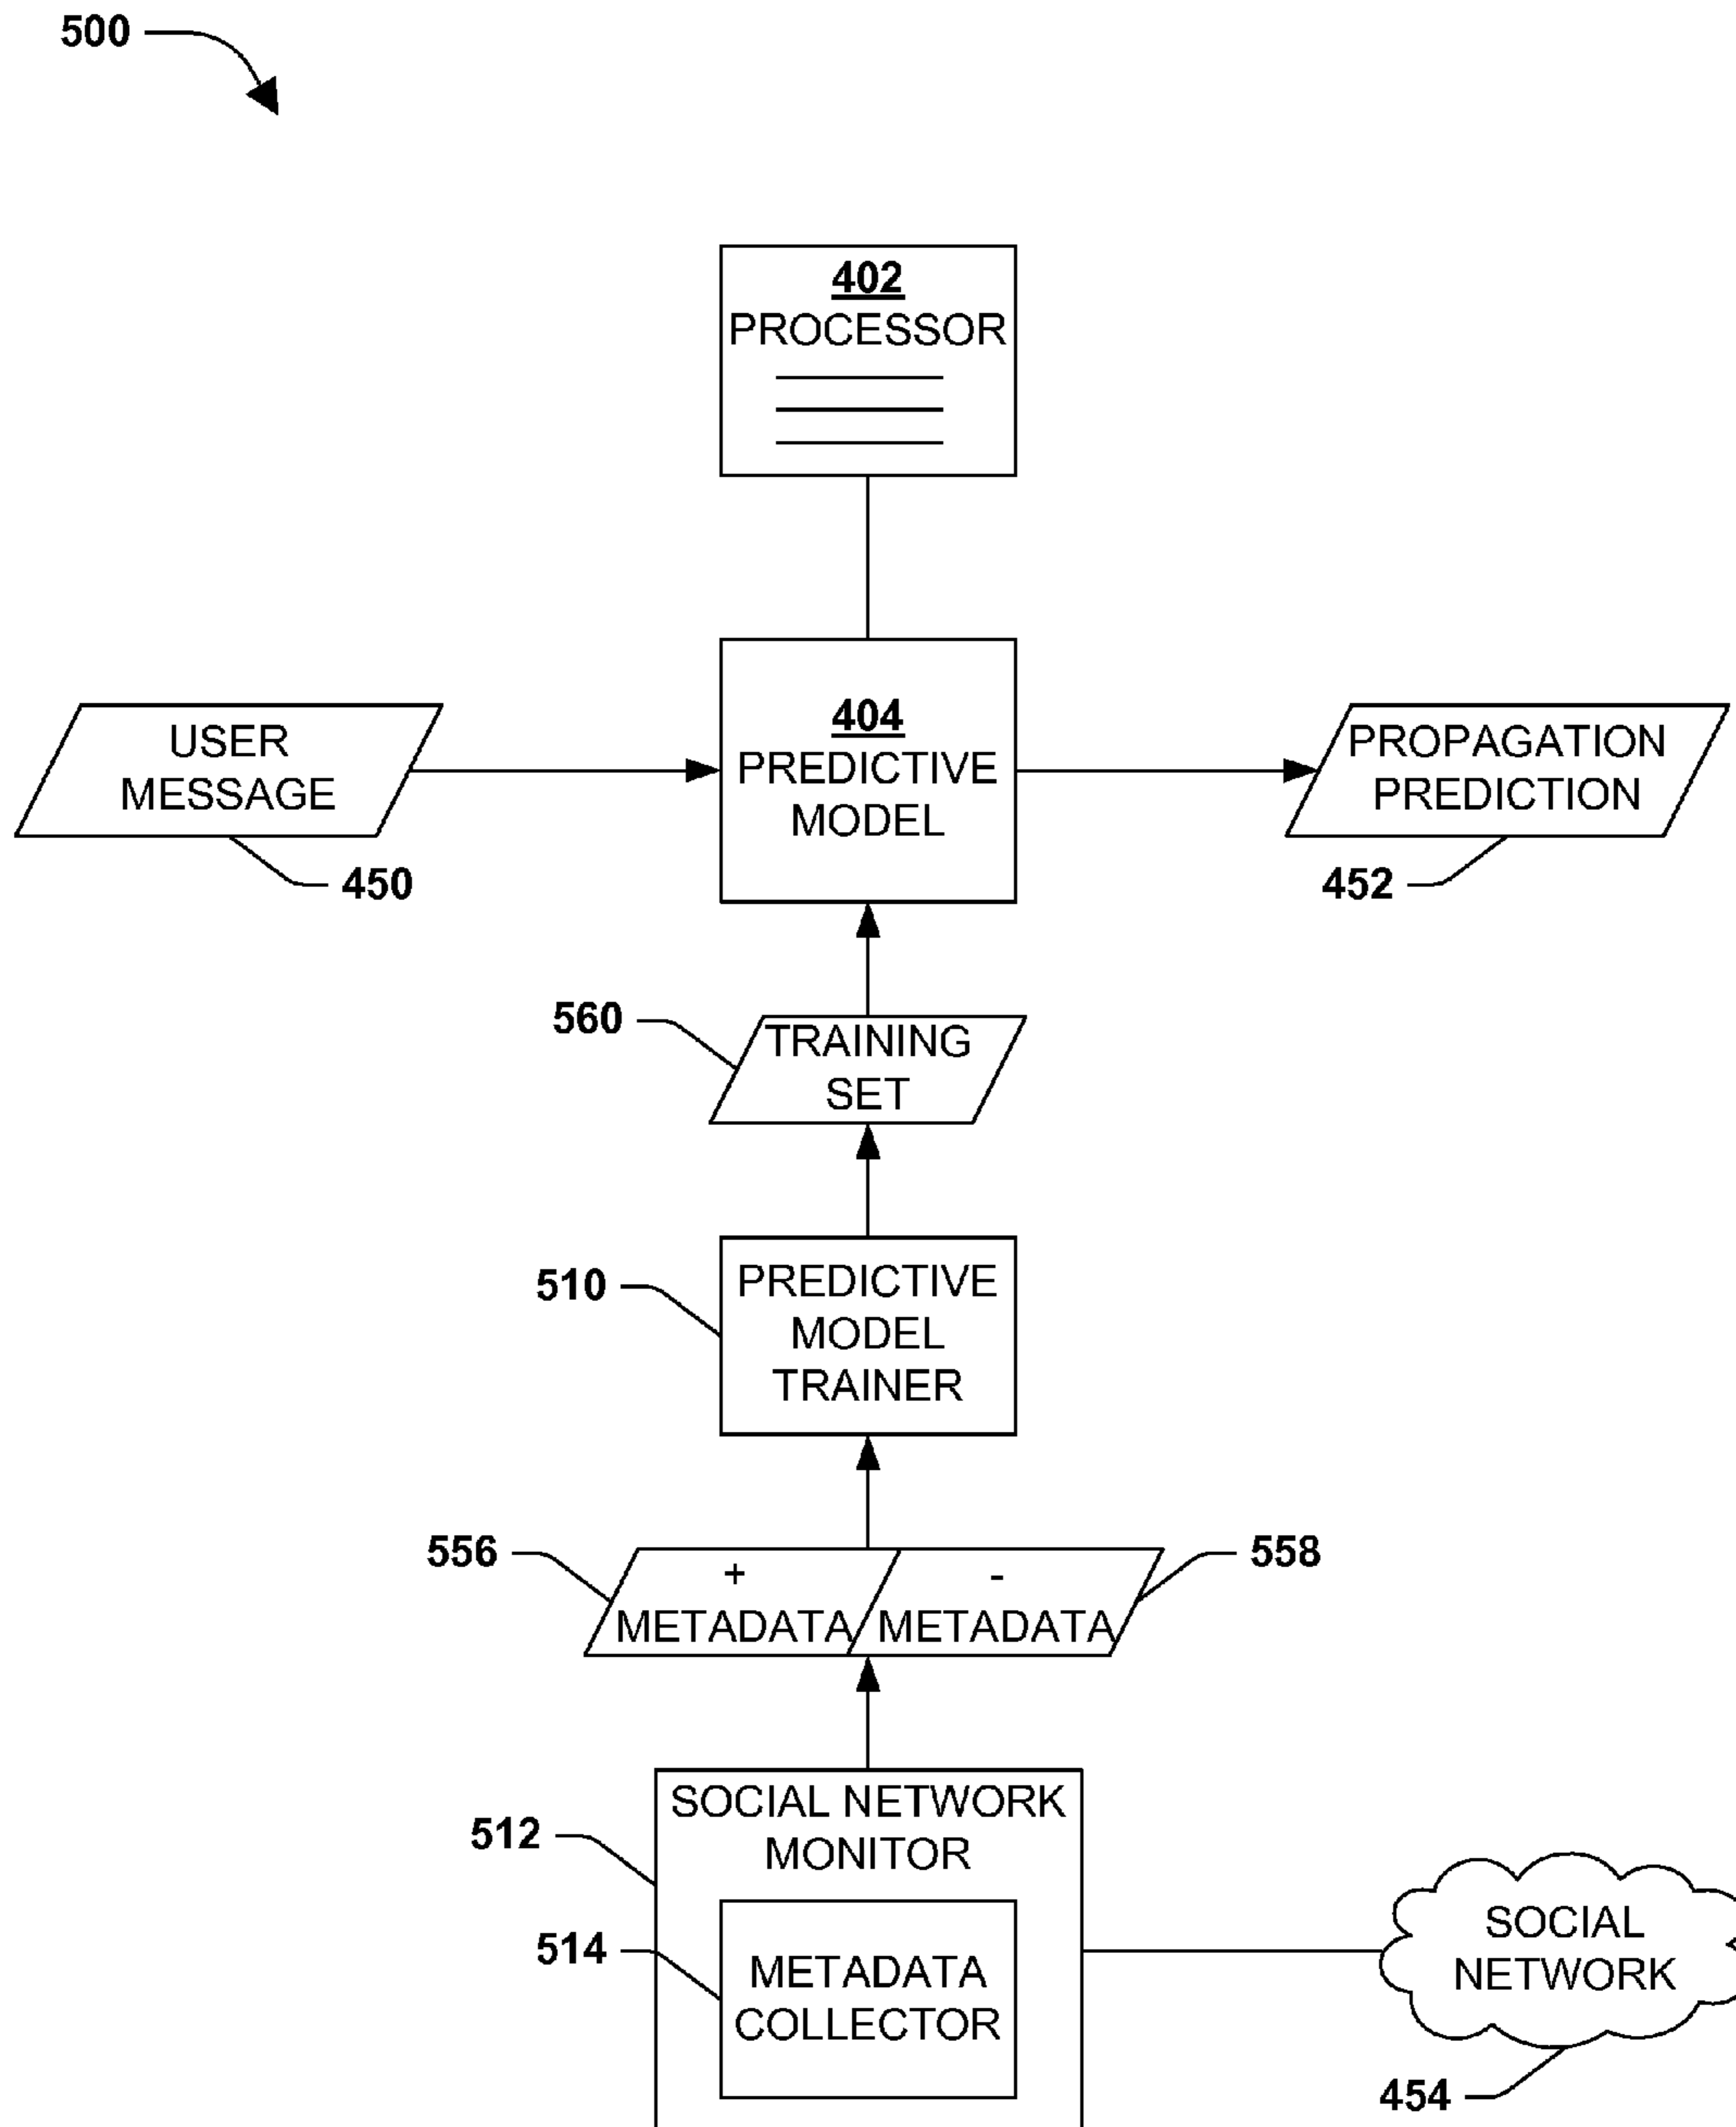 500
402
PROCESSOR
404
PREDICTIVE
MODEL
USER
MESSAGE
450
PROPAGATION
PREDICTION
452
560
TRAINING
SET
510
PREDICTIVE
MODEL
TRAINER
556
+
METADATA
-
METADATA
558
512
SOCIAL NETWORK
MONITOR
514
METADATA
COLLECTOR
SOCIAL
NETWORK
454